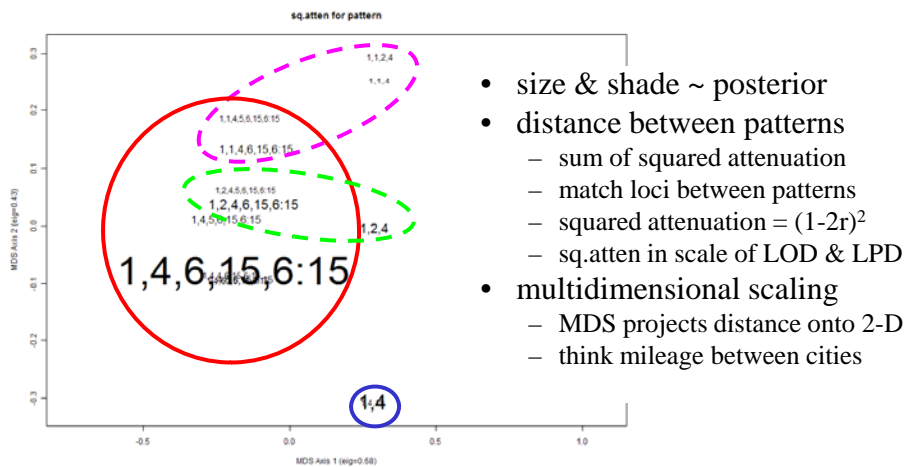 sq.atten for pattern
0.3
0.2
0.1
0.0
-0.1
-0.2
-0.3
MDS Axis 2 (eig=0.43)
1,1,2,4
1,1,4
1,1,4,5,6,15,6:15
1,1,4,6,15,6:15
1,2,4,5,6,15,6:15
1,2,4,6,15,6:15
1,4,5,6,15,6:15
1,2,4
1,4,6,15,6:15
1,4
-0.5
0.0
0.5
1.0
MDS Axis 1 (eig=0.68)
• size & shade ~ posterior
• distance between patterns
– sum of squared attenuation
– match loci between patterns
– squared attenuation = (1-2r)²
– sq.atten in scale of LOD & LPD
• multidimensional scaling
– MDS projects distance onto 2-D
– think mileage between cities